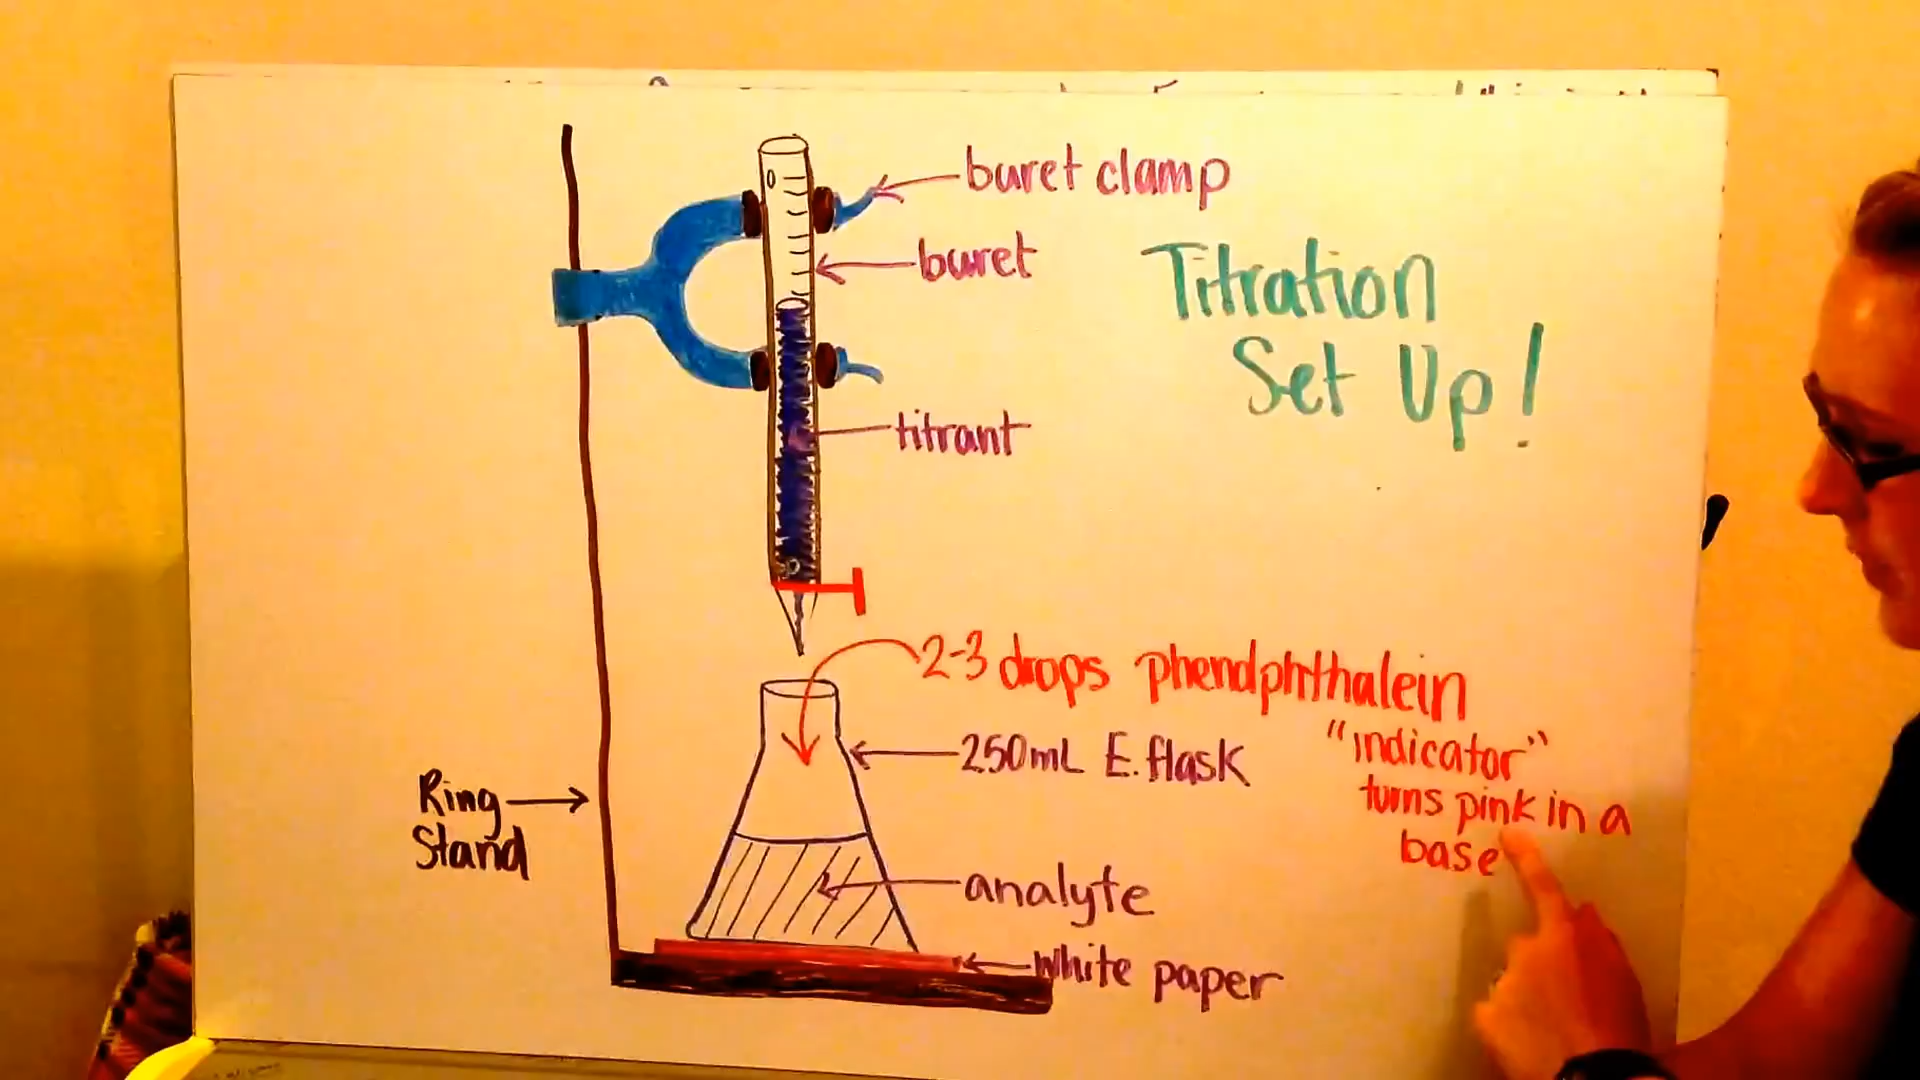 buret clamp
buret
Titration
Set Up!
titrant
2-3 drops phenolphthalein
"indicator"
turns pink in a
base
250mL E. flask
Ring
Stand
analyte
White paper
0